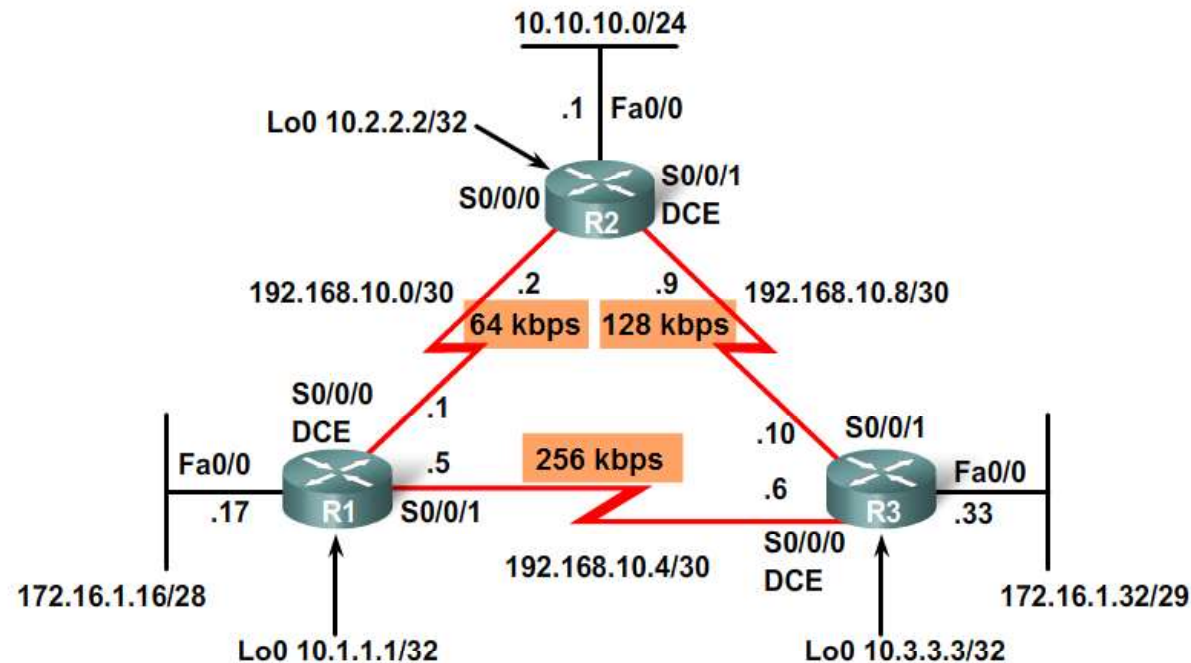 10.10.10.0/24
.1 Fa0/0
Lo0 10.2.2.2/32
S0/0/0
S0/0/1
DCE
R2
192.168.10.0/30
.2
.9
192.168.10.8/30
64 kbps
128 kbps
S0/0/0
DCE
.1
.10
S0/0/1
Fa0/0
.17
R1
.5
S0/0/1
256 kbps
.6
R3
Fa0/0
.33
S0/0/0
DCE
192.168.10.4/30
172.16.1.16/28
172.16.1.32/29
Lo0 10.1.1.1/32
Lo0 10.3.3.3/32